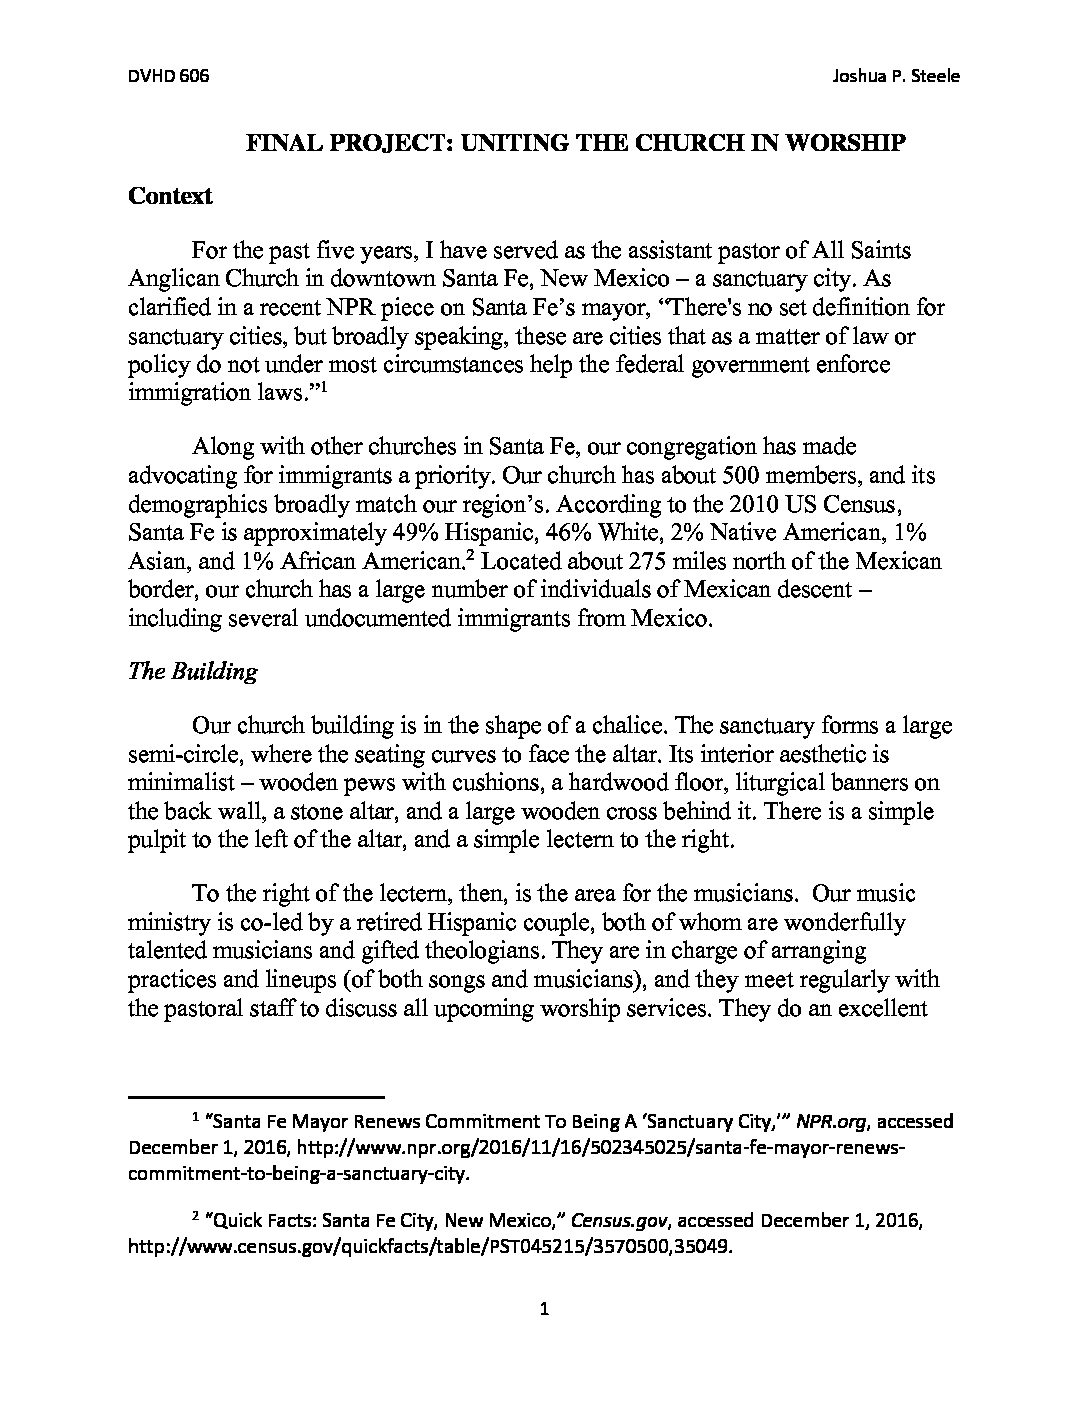 DVHD 606 Joshua P. Steele
FINAL PROJECT: UNITING THE CHURCH IN WORSHIP
Context
For the past five years, I have served as the assistant pastor of All Saints
Anglican Church in downtown Santa Fe, New Mexico – a sanctuary city. As
clarified in a recent NPR piece on Santa Fe’s mayor, “There's no set definition for
sanctuary cities, but broadly speaking, these are cities that as a matter of law or
policy do not under most circumstances help the federal government enforce
immigration laws.”1
Along with other churches in Santa Fe, our congregation has made
advocating for immigrants a priority. Our church has about 500 members, and its
demographics broadly match our region’s. According to the 2010 US Census,
Santa Fe is approximately 49% Hispanic, 46% White, 2% Native American, 1%
Asian, and 1% African American.2 Located about 275 miles north of the Mexican
border, our church has a large number of individuals of Mexican descent –
including several undocumented immigrants from Mexico.
The Building
Our church building is in the shape of a chalice. The sanctuary forms a large
semi-circle, where the seating curves to face the altar. Its interior aesthetic is
minimalist – wooden pews with cushions, a hardwood floor, liturgical banners on
the back wall, a stone altar, and a large wooden cross behind it. There is a simple
pulpit to the left of the altar, and a simple lectern to the right.
To the right of the lectern, then, is the area for the musicians.  Our music
ministry is co-led by a retired Hispanic couple, both of whom are wonderfully
talented musicians and gifted theologians. They are in charge of arranging
practices and lineups (of both songs and musicians), and they meet regularly with
the pastoral staff to discuss all upcoming worship services. They do an excellent
1 “Santa Fe Mayor Renews Commitment To Being A ‘Sanctuary City,’” NPR.org, accessed
December 1, 2016, http://www.npr.org/2016/11/16/502345025/santa-fe-mayor-renews-
commitment-to-being-a-sanctuary-city.
2 “Quick Facts: Santa Fe City, New Mexico,” Census.gov, accessed December 1, 2016,
http://www.census.gov/quickfacts/table/PST045215/3570500,35049.
1